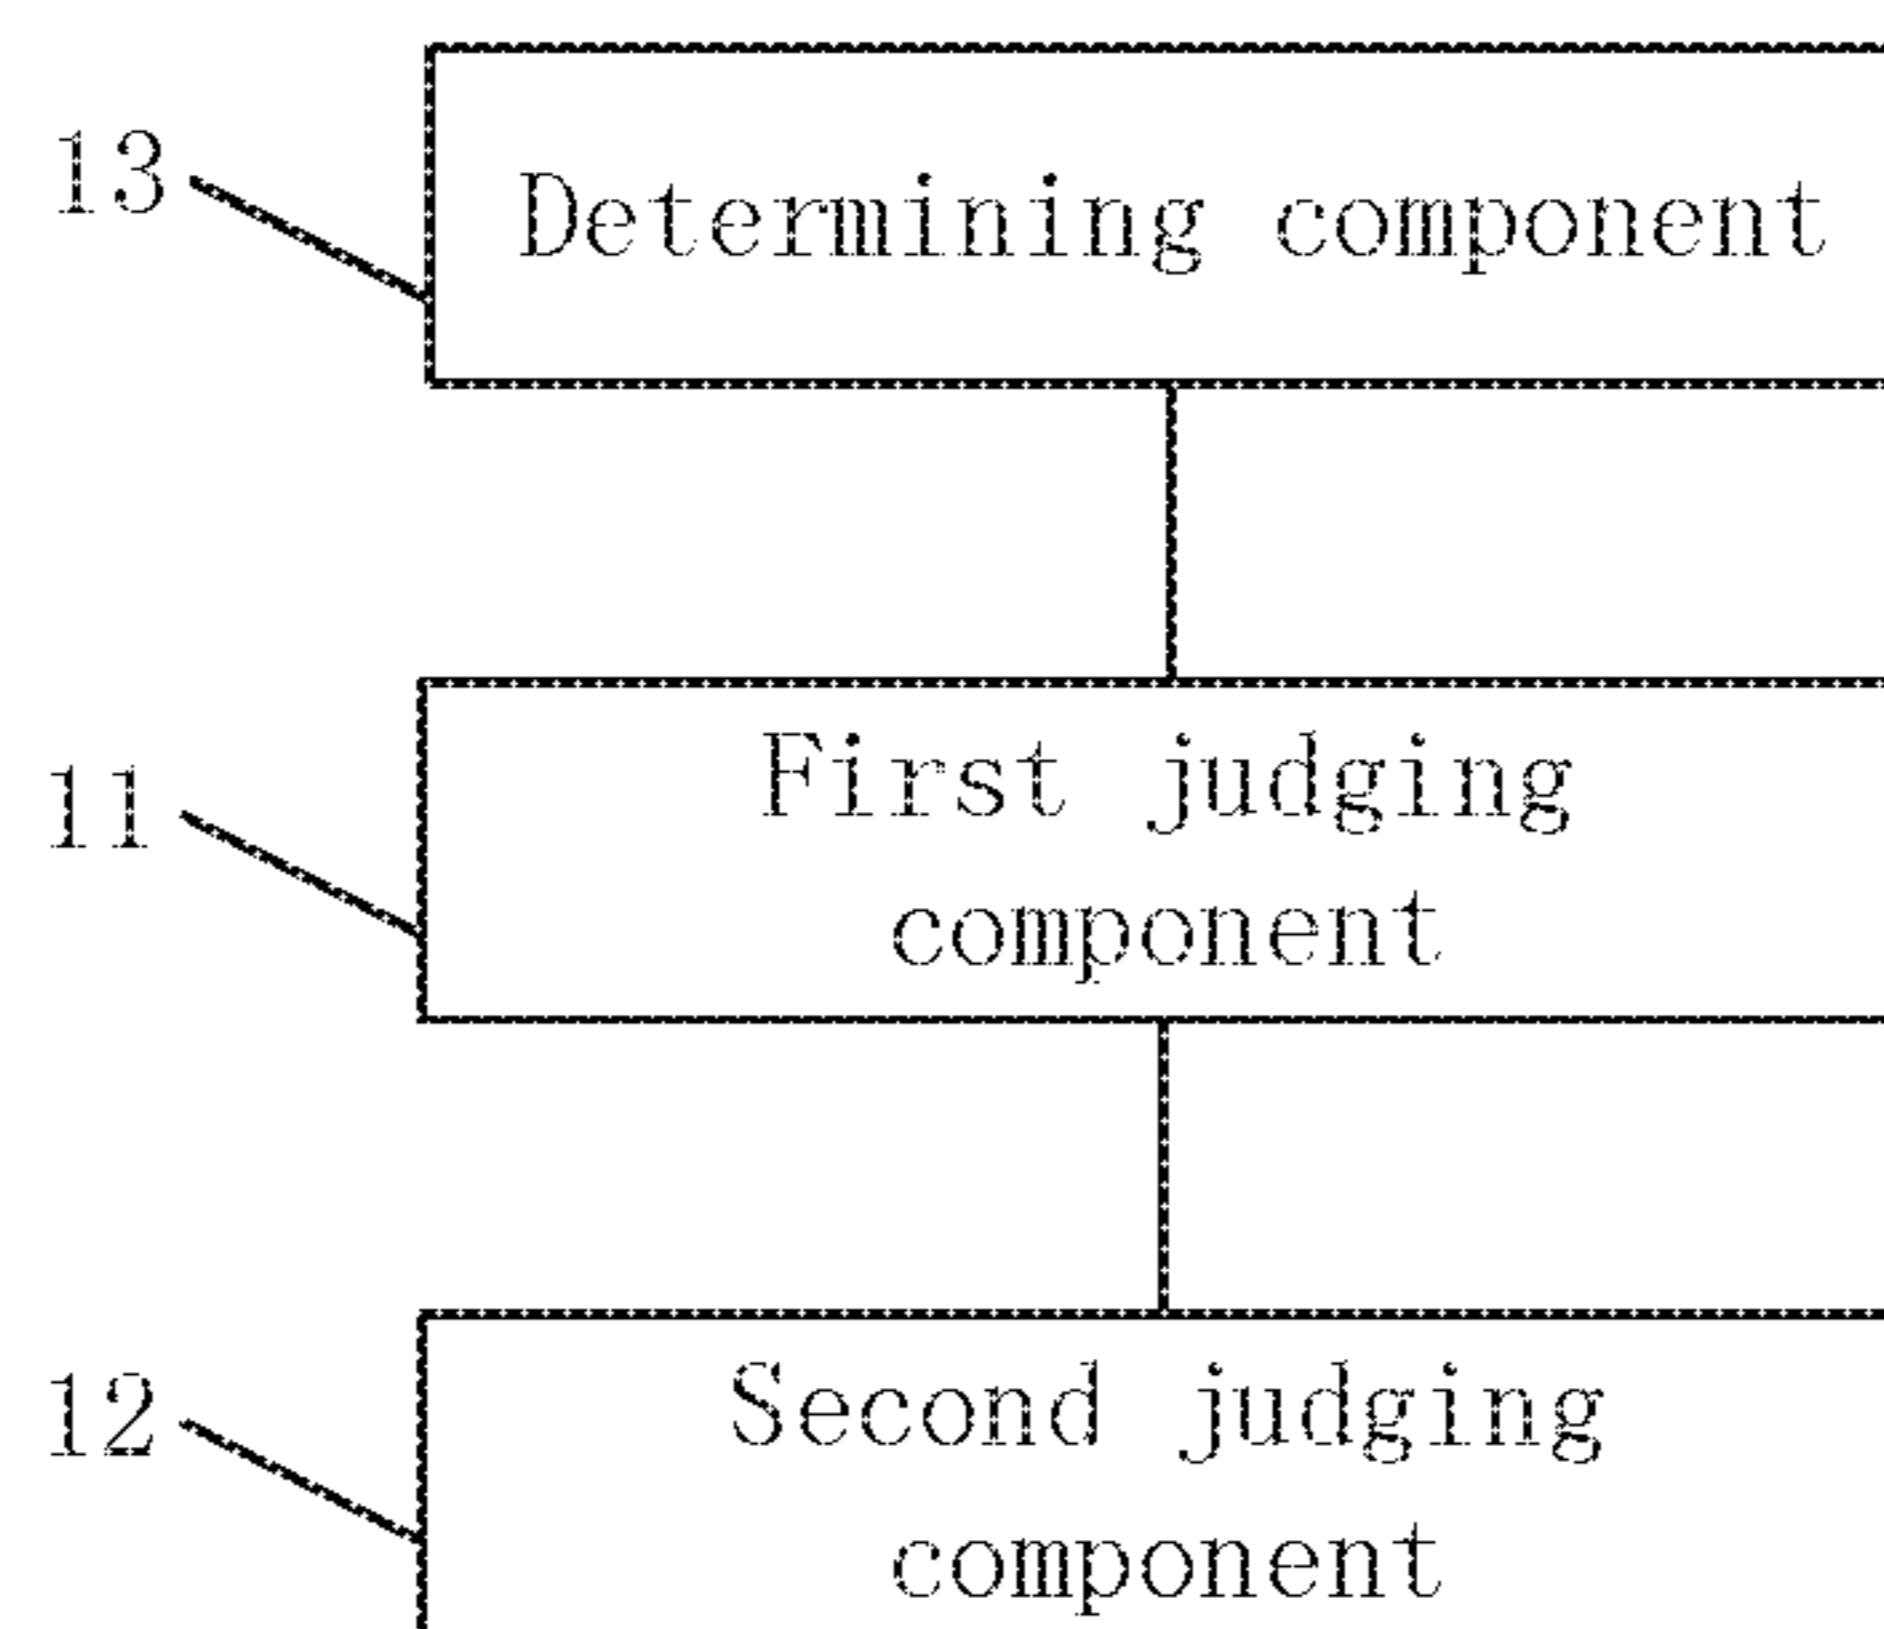 13
Determining component
11
First judging
component
12
Second judging
component